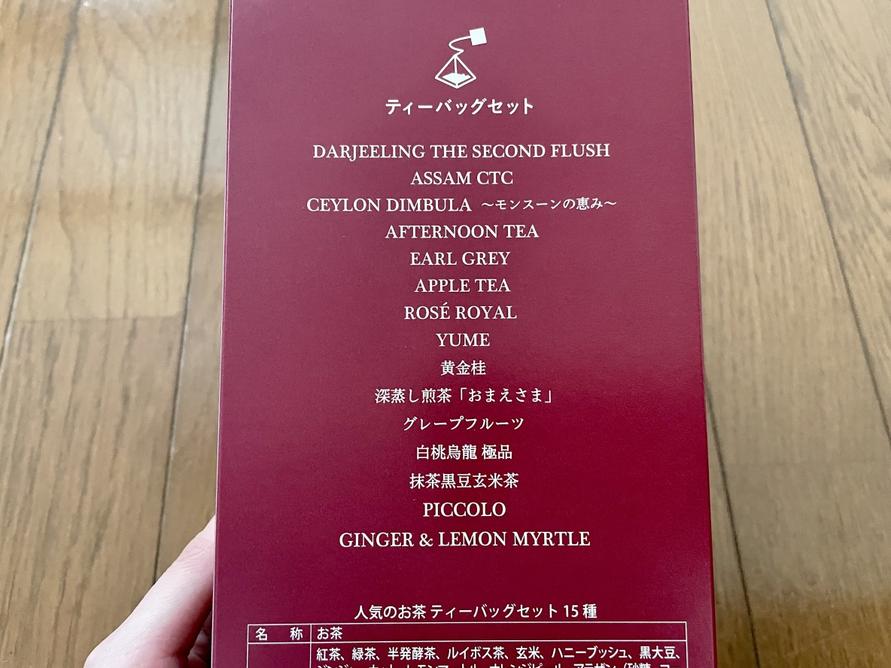 ティーバッグセット
DARJEELING THE SECOND FLUSH
ASSAM CTC
CEYLON DIMBULA ～モンスーンの恵み～
AFTERNOON TEA
EARL GREY
APPLE TEA
ROSÉ ROYAL
YUME
黄金桂
深蒸し煎茶「おまえさま」
グレープフルーツ
白桃烏龍 極品
抹茶黒豆玄米茶
PICCOLO
GINGER & LEMON MYRTLE
人気のお茶 ティーバッグセット 15 種
名 称 お茶
紅茶、緑茶、半発酵茶、ルイボス茶、玄米、ハニーブッシュ、黒大豆、